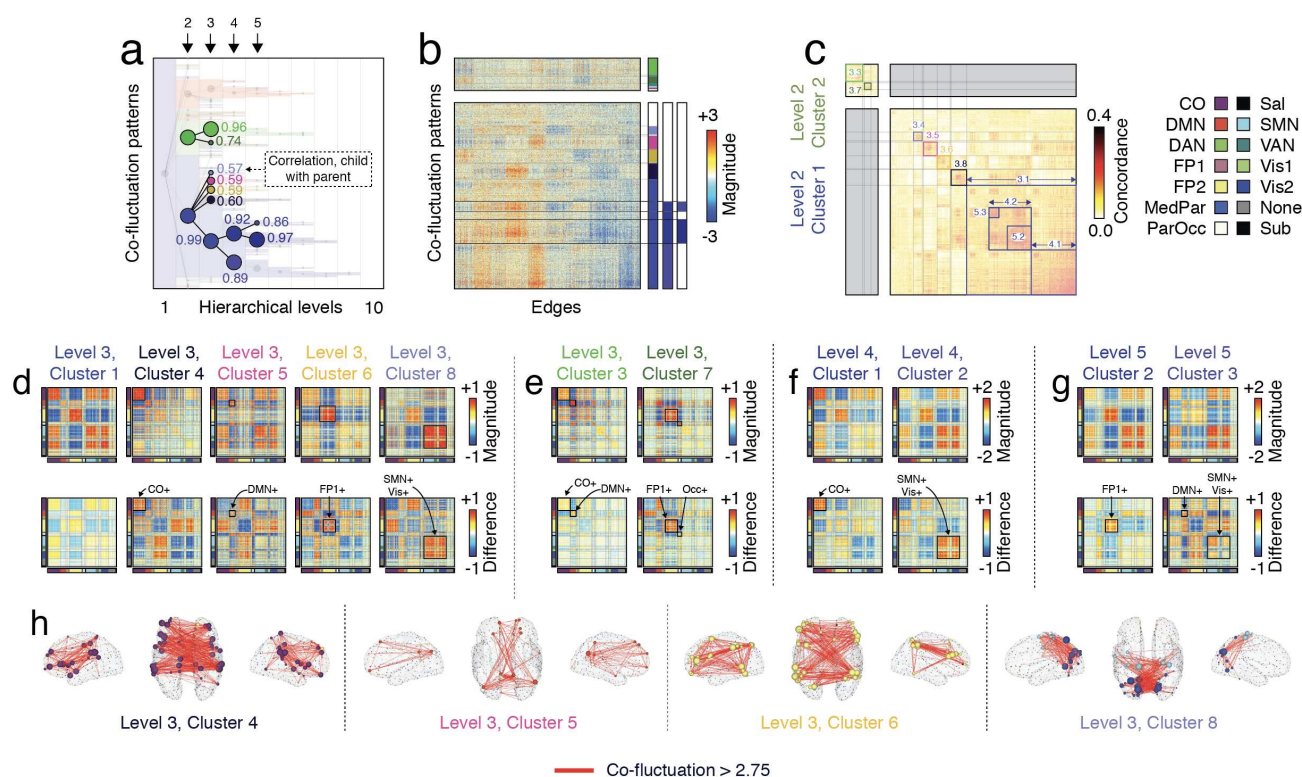 2 3 4 5
a
Co-fluctuation patterns
0.96
0.74
0.57
0.59
0.59
0.60
Correlation, child
with parent
0.99
0.92
0.86
0.97
0.89
1 Hierarchical levels 10
b
Co-fluctuation patterns
Edges
+3
Magnitude
-3
c
Level 2
Cluster 2
Level 2
Cluster 1
3.3
3.7
3.4
3.5
3.6
3.8
3.1
4.2
5.3
5.2
4.1
0.4
Concordance
0.0
CO Sal
DMN SMN
DAN VAN
FP1 Vis1
FP2 Vis2
MedPar None
ParOcc Sub
d
Level 3,
Cluster 1
Level 3,
Cluster 4
Level 3,
Cluster 5
Level 3,
Cluster 6
Level 3,
Cluster 8
+1
Magnitude
-1
CO+
DMN+
FP1+
SMN+
Vis+
+1
Difference
-1
e
Level 3,
Cluster 3
Level 3,
Cluster 7
+1
Magnitude
-1
CO+
DMN+
FP1+
Occ+
+1
Difference
-1
f
Level 4,
Cluster 1
Level 4,
Cluster 2
+2
Magnitude
-2
CO+
SMN+
Vis+
+1
Difference
-1
g
Level 5
Cluster 2
Level 5
Cluster 3
+2
Magnitude
-2
FP1+
DMN+
SMN+
Vis+
+1
Difference
-1
h
Level 3, Cluster 4
Level 3, Cluster 5
Level 3, Cluster 6
Level 3, Cluster 8
Co-fluctuation > 2.75